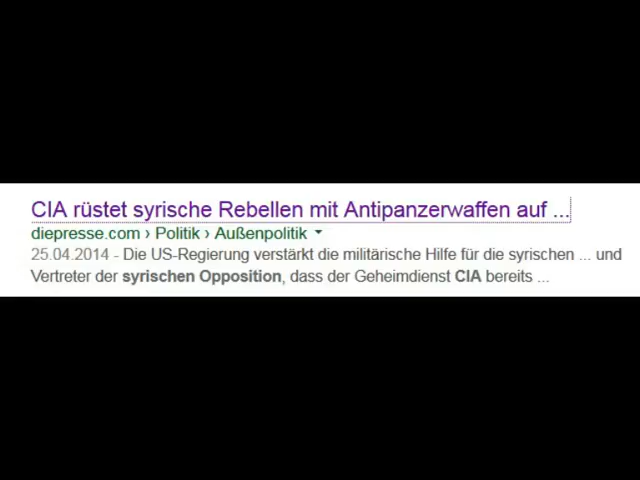 CIA rüstet syrische Rebellen mit Antipanzerwaffen auf ...
diepresse.com › Politik › Außenpolitik
25.04.2014 - Die US-Regierung verstärkt die militärische Hilfe für die syrischen ... und
Vertreter der syrischen Opposition, dass der Geheimdienst CIA bereits ...